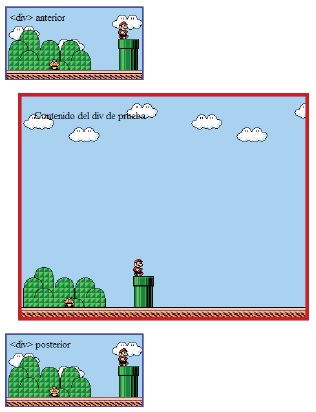 <div> anterior
Contenido del div de prueba
<div> posterior